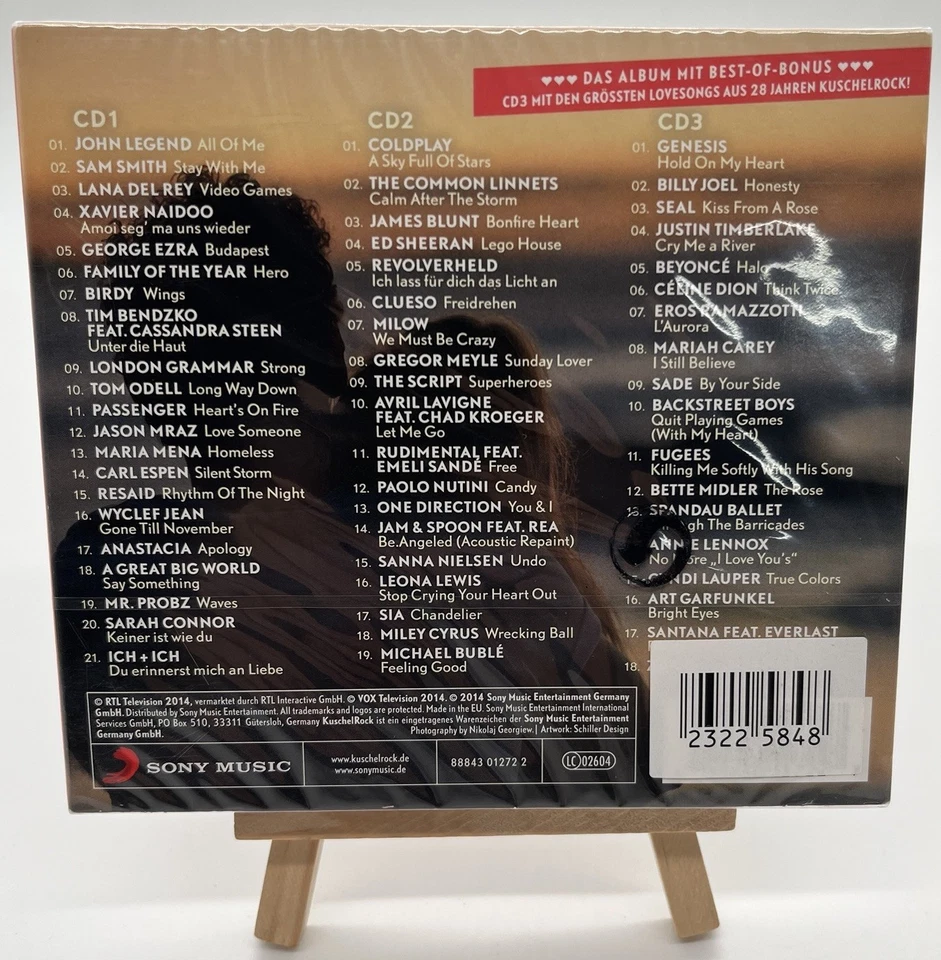 ♥♥♥ DAS ALBUM MIT BEST-OF-BONUS ♥♥♥
CD3 MIT DEN GRÖSSTEN LOVESONGS AUS 28 JAHREN KUSCHELROCK!
CD1
01. JOHN LEGEND All Of Me
02. SAM SMITH Stay With Me
03. LANA DEL REY Video Games
04. XAVIER NAIDOO
Amoi seg' ma uns wieder
05. GEORGE EZRA Budapest
06. FAMILY OF THE YEAR Hero
07. BIRDY Wings
08. TIM BENDZKO
FEAT. CASSANDRA STEEN
Unter die Haut
09. LONDON GRAMMAR Strong
10. TOM ODELL Long Way Down
11. PASSENGER Heart's On Fire
12. JASON MRAZ Love Someone
13. MARIA MENA Homeless
14. CARL ESPEN Silent Storm
15. RESAID Rhythm Of The Night
16. WYCLEF JEAN
Gone Till November
17. ANASTACIA Apology
18. A GREAT BIG WORLD
Say Something
19. MR. PROBZ Waves
20. SARAH CONNOR
Keiner ist wie du
21. ICH + ICH
Du erinnerst mich an Liebe
CD2
01. COLDPLAY
A Sky Full Of Stars
02. THE COMMON LINNETS
Calm After The Storm
03. JAMES BLUNT Bonfire Heart
04. ED SHEERAN Lego House
05. REVOLVERHELD
Ich lass für dich das Licht an
06. CLUESO Freidrehen
07. MILOW
We Must Be Crazy
08. GREGOR MEYLE Sunday Lover
09. THE SCRIPT Superheroes
10. AVRIL LAVIGNE
FEAT. CHAD KROEGER
Let Me Go
11. RUDIMENTAL FEAT.
EMELI SANDÉ Free
12. PAOLO NUTINI Candy
13. ONE DIRECTION You & I
14. JAM & SPOON FEAT. REA
Be.Angeled (Acoustic Repaint)
15. SANNA NIELSEN Undo
16. LEONA LEWIS
Stop Crying Your Heart Out
17. SIA Chandelier
18. MILEY CYRUS Wrecking Ball
19. MICHAEL BUBLÉ
Feeling Good
CD3
01. GENESIS
Hold On My Heart
02. BILLY JOEL Honesty
03. SEAL Kiss From A Rose
04. JUSTIN TIMBERLAKE
Cry Me a River
05. BEYONCÉ Halo
06. CÉLINE DION Think Twice
07. EROS RAMAZZOTTI
L'Aurora
08. MARIAH CAREY
I Still Believe
09. SADE By Your Side
10. BACKSTREET BOYS
Quit Playing Games
(With My Heart)
11. FUGEES
Killing Me Softly With His Song
12. BETTE MIDLER The Rose
13. SPANDAU BALLET
The Barricades
ANNIE LENNOX
No More „I Love You's“
LAUPER True Colors
16. ART GARFUNKEL
Bright Eyes
17. SANTANA FEAT. EVERLAST
18.
© RTL Television 2014, vermarktet durch RTL Interactive GmbH. © VOX Television 2014. © 2014 Sony Music Entertainment Germany
GmbH. Distributed by Sony Music Entertainment. All trademarks and logos are protected. Made in the EU. Sony Music Entertainment International
Services GmbH, PO Box 510, 33311 Gütersloh, Germany KuschelRock ist ein eingetragenes Warenzeichen der Sony Music Entertainment
Germany GmbH. Photography by Nikolaj Georgiew. | Artwork: Schiller Design
SONY MUSIC
www.kuschelrock.de
www.sonymusic.de
88843 01272 2
LC02604
2322 5848